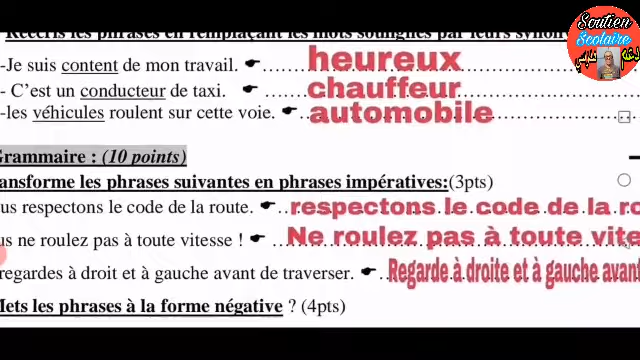 Réécris les phrases en remplaçant les mots soulignés par leurs synon
-Je suis content de mon travail. ☛ heureux
- C'est un conducteur de taxi. ☛ chauffeur
-les véhicules roulent sur cette voie. ☛ automobile
Grammaire : (10 points)
ansforme les phrases suivantes en phrases impératives:(3pts)
us respectons le code de la route. ☛ respectons le code de la ro
us ne roulez pas à toute vitesse ! ☛ Ne roulez pas à toute vite
regardes à droit et à gauche avant de traverser. ☛ Regarde à droite et à gauche avant
Mets les phrases à la forme négative ? (4pts)
Soutien
Scolaire